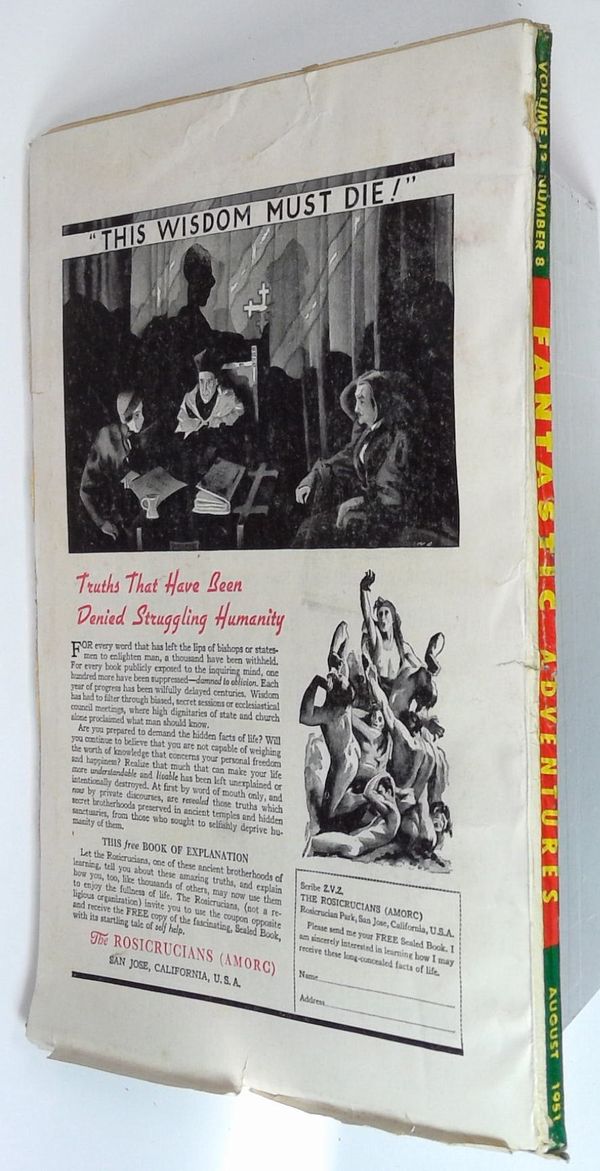 "THIS WISDOM MUST DIE!"
Truths That Have Been
Denied Struggling Humanity
FOR every word that has left the lips of bishops or states-
men to enlighten man, a thousand have been withheld.
For every book publicly exposed to the inquiring mind, one
hundred more have been suppressed—damned to oblivion. Each
year of progress has been wilfully delayed centuries. Wisdom
has had to filter through biased, secret sessions or ecclesiastical
council meetings, where high dignitaries of state and church
alone proclaimed what man should know.
Are you prepared to demand the hidden facts of life? Will
you continue to believe that you are not capable of weighing
the worth of knowledge that concerns your personal freedom
and happiness? Realize that much that can make your life
more understandable and livable has been left unexplained or
intentionally destroyed. At first by word of mouth only, and
now by private discourses, are revealed those truths which
secret brotherhoods preserved in ancient temples and hidden
sanctuaries, from those who sought to selfishly deprive hu-
manity of them.
THIS free BOOK OF EXPLANATION
Let the Rosicrucians, one of these ancient brotherhoods of
learning, tell you about these amazing truths, and explain
how you, too, like thousands of others, may now use them
to enjoy the fullness of life. The Rosicrucians, (not a re-
ligious organization) invite you to use the coupon opposite
and receive the FREE copy of the fascinating, Sealed Book,
with its startling tale of self help.
The ROSICRUCIANS (AMORC)
SAN JOSE, CALIFORNIA, U.S.A.
Scribe Z.V.Z.
THE ROSICRUCIANS (AMORC)
Rosicrucian Park, San Jose, California, U.S.A.
Please send me your FREE Sealed Book. I
am sincerely interested in learning how I may
receive these long-concealed facts of life.
Name
Address
VOLUME 13 NUMBER 8
FANTASTIC ADVENTURES
AUGUST 1951